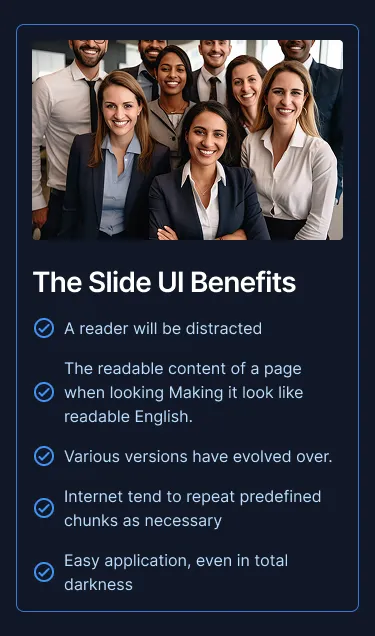 The Slide UI Benefits
A reader will be distracted
The readable content of a page
when looking Making it look like
readable English.
Various versions have evolved over.
Internet tend to repeat predefined
chunks as necessary
Easy application, even in total
darkness